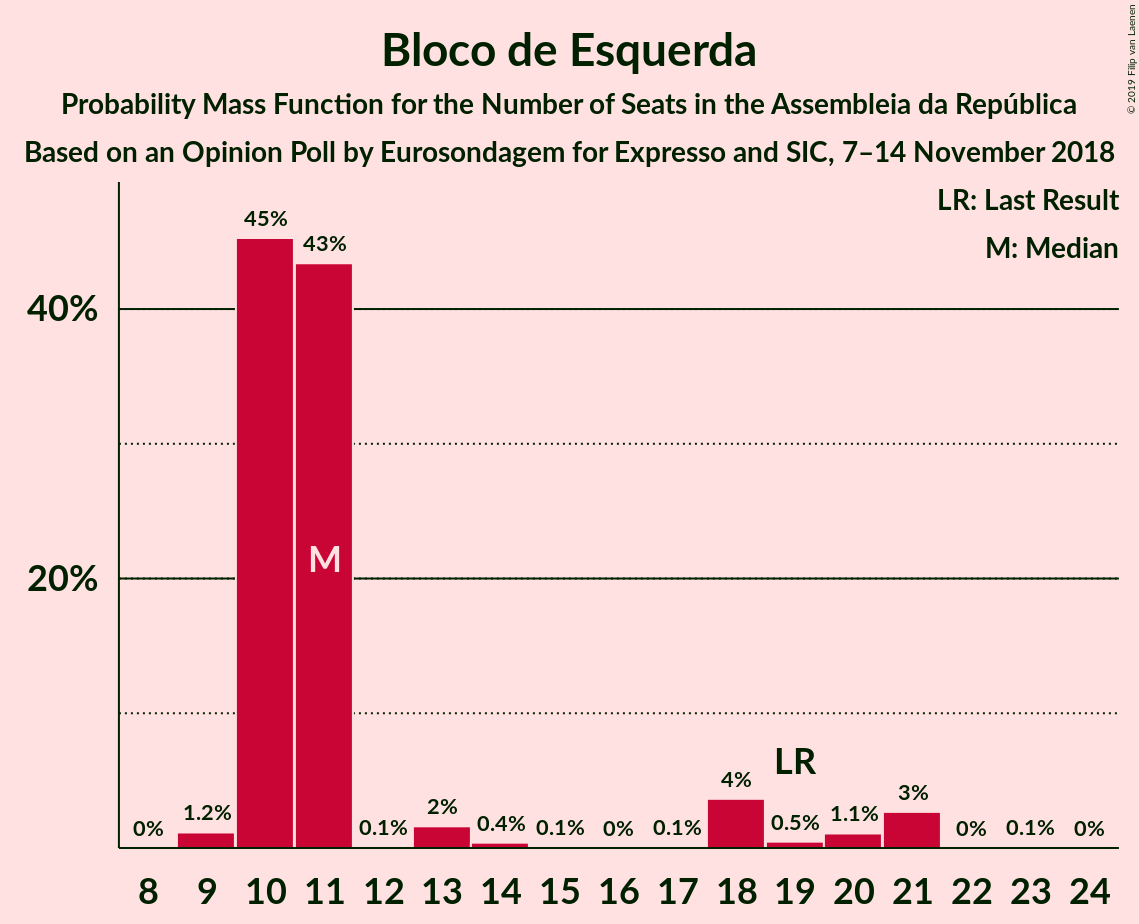 Bloco de Esquerda
Probability Mass Function for the Number of Seats in the Assembleia da República
Based on an Opinion Poll by Eurosondagem for Expresso and SIC, 7–14 November 2018
© 2019 Filip van Laenen
LR: Last Result
M: Median
45%
43%
40%
M
20%
LR
0% 1.2% 0.1% 2% 0.4% 0.1% 0% 0.1% 4% 0.5% 1.1% 3% 0% 0.1% 0%
8 9 10 11 12 13 14 15 16 17 18 19 20 21 22 23 24